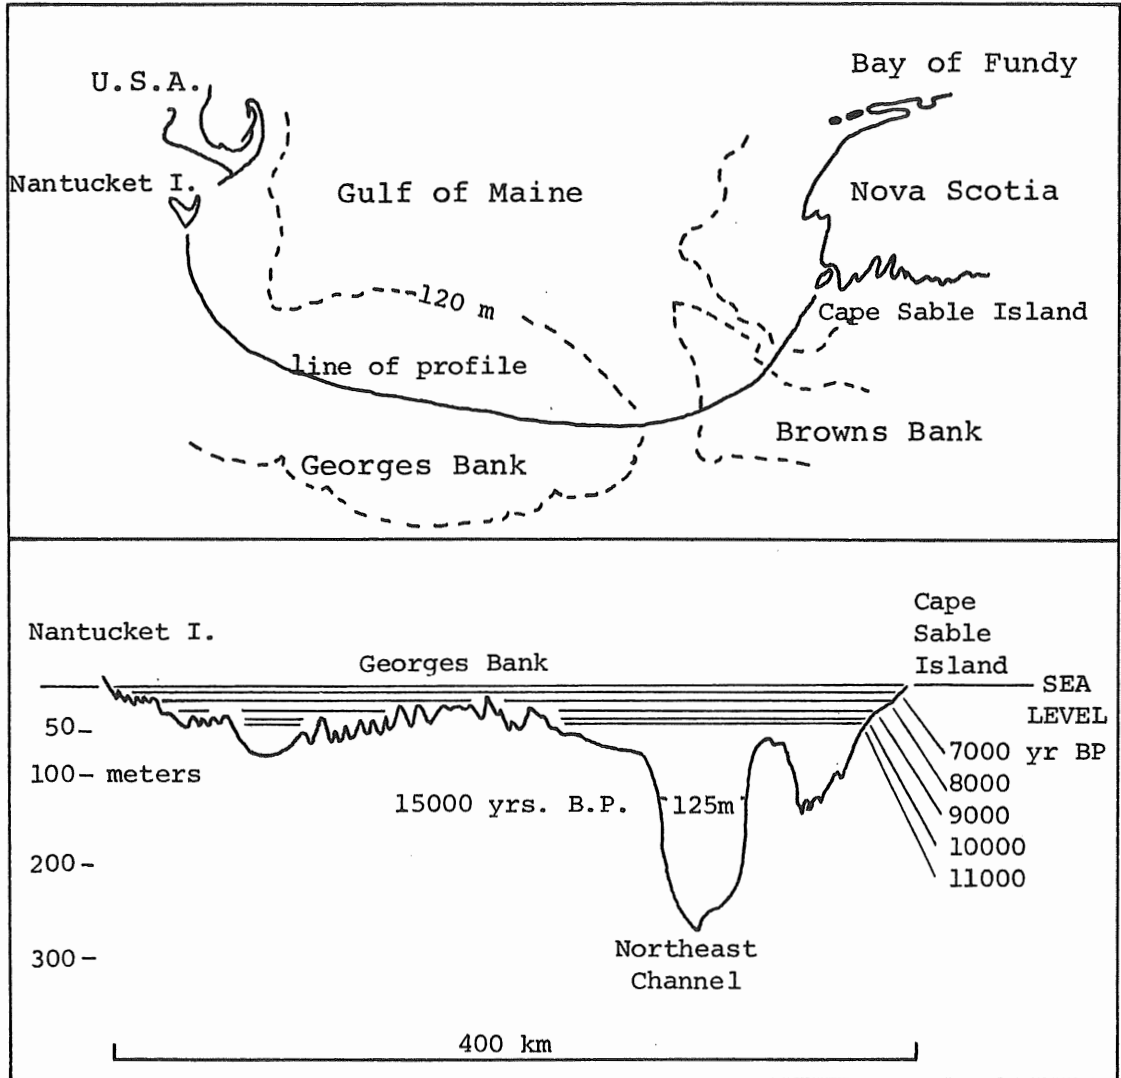 U.S.A.
Bay of Fundy
Nantucket I.
Gulf of Maine
Nova Scotia
120 m
Cape Sable Island
line of profile
Browns Bank
Georges Bank
Nantucket I.
Georges Bank
Cape
Sable
Island
SEA
LEVEL
50
100 meters
200
300
15000 yrs. B.P.
125m
7000 yr BP
8000
9000
10000
11000
Northeast
Channel
400 km